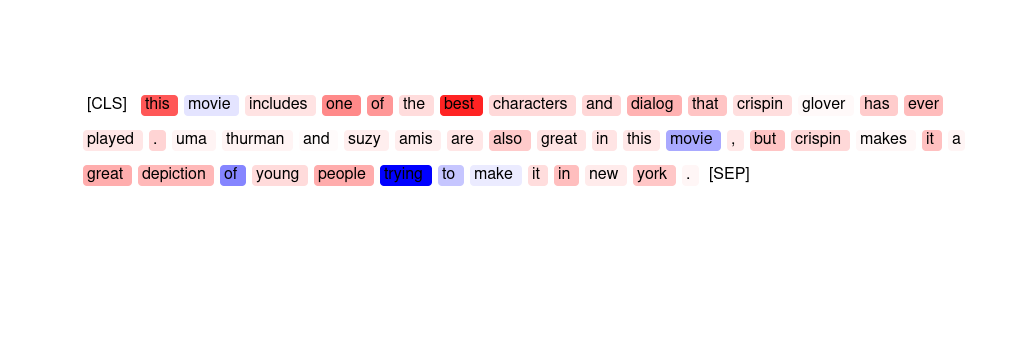 [CLS] this movie includes one of the best characters and dialog that crispin glover has ever
played . uma thurman and suzy amis are also great in this movie , but crispin makes it a
great depiction of young people trying to make it in new york . [SEP]